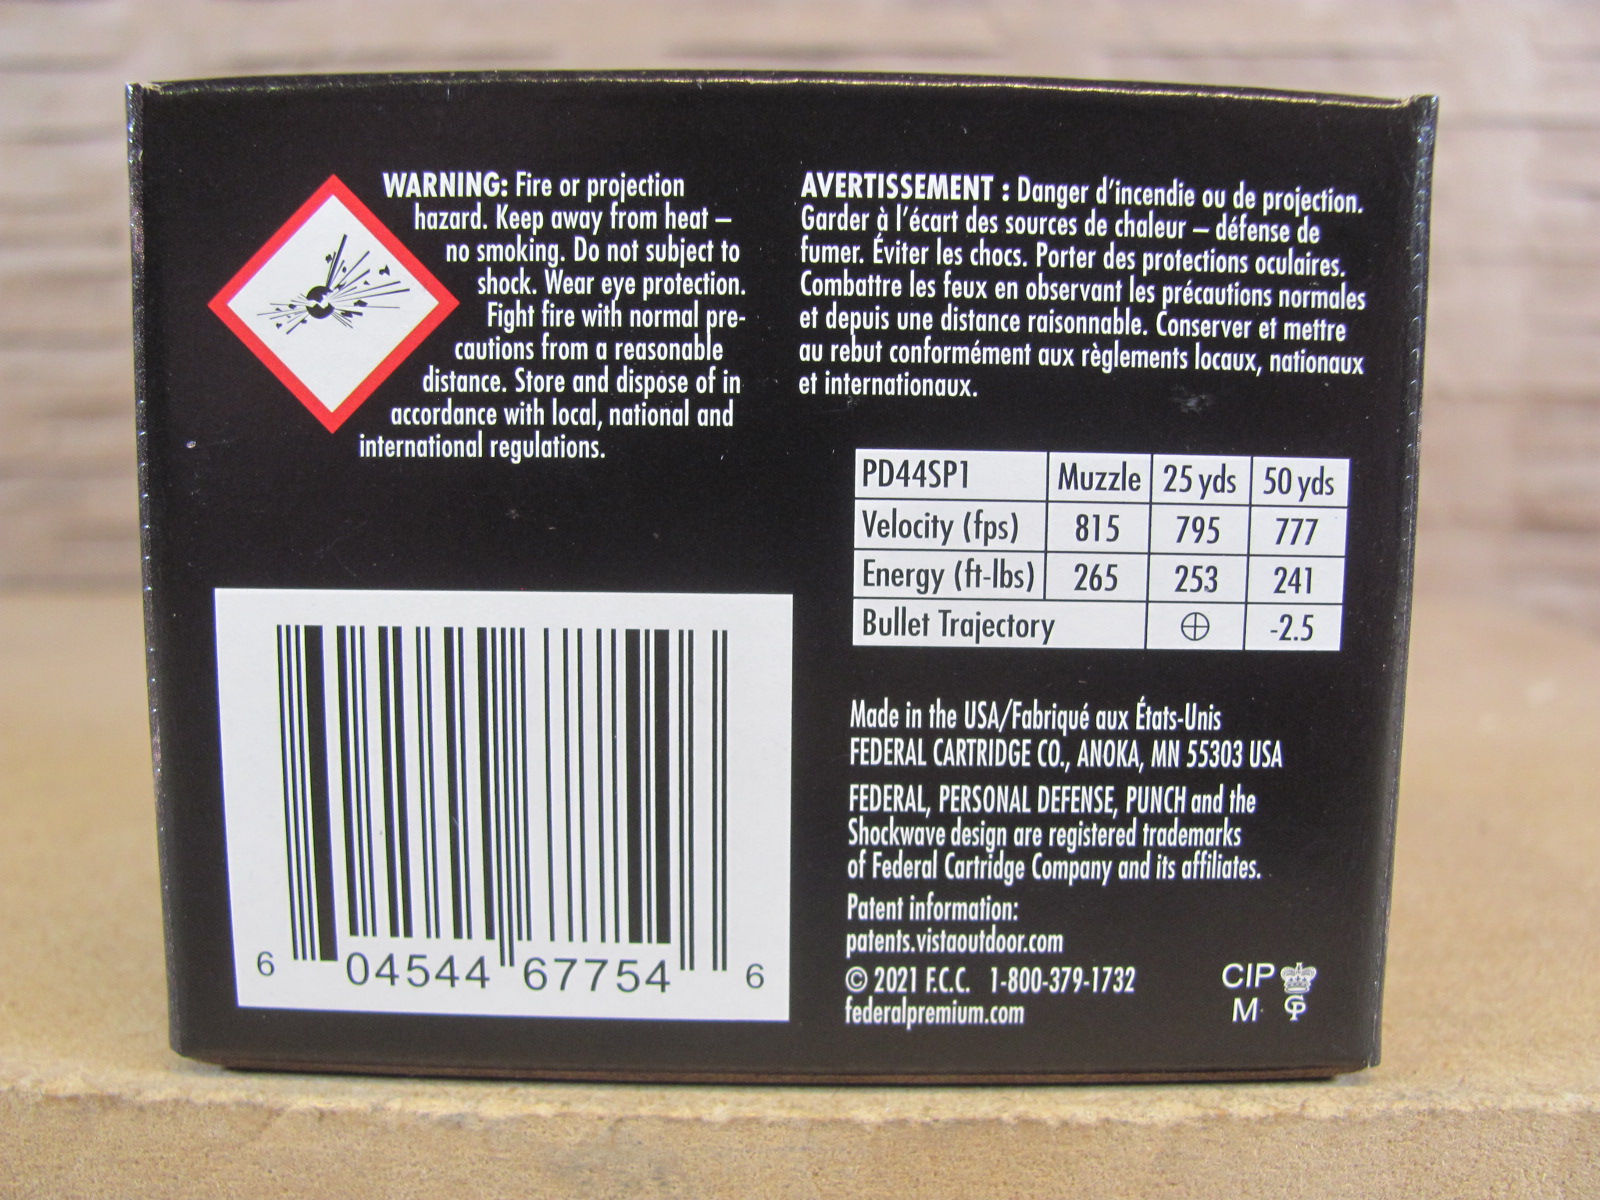 WARNING: Fire or projection
hazard. Keep away from heat –
no smoking. Do not subject to
shock. Wear eye protection.
Fight fire with normal pre-
cautions from a reasonable
distance. Store and dispose of in
accordance with local, national and
international regulations.
AVERTISSEMENT : Danger d’incendie ou de projection.
Garder à l’écart des sources de chaleur – défense de
fumer. Éviter les chocs. Porter des protections oculaires.
Combattre les feux en observant les précautions normales
et depuis une distance raisonnable. Conserver et mettre
au rebut conformément aux règlements locaux, nationaux
et internationaux.
PD44SP1 Muzzle 25 yds 50 yds
Velocity (fps) 815 795 777
Energy (ft-lbs) 265 253 241
Bullet Trajectory ⊕ -2.5
6 04544 67754 6
Made in the USA/Fabriqué aux États-Unis
FEDERAL CARTRIDGE CO., ANOKA, MN 55303 USA
FEDERAL, PERSONAL DEFENSE, PUNCH and the
Shockwave design are registered trademarks
of Federal Cartridge Company and its affiliates.
Patent information:
patents.vistaoutdoor.com
© 2021 F.C.C. 1-800-379-1732
federalpremium.com
CIP
M GP